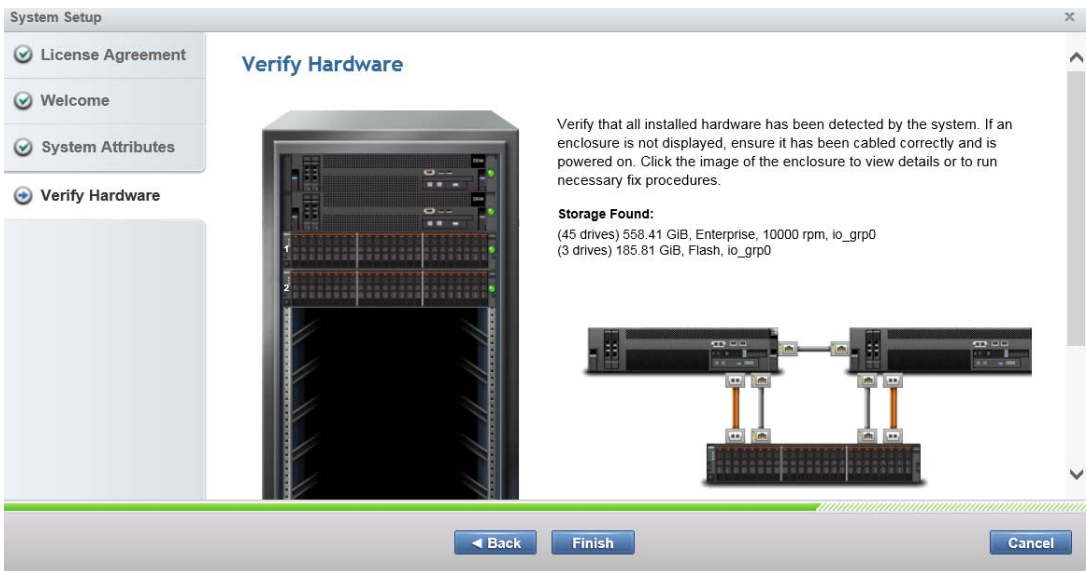 System Setup
x
License Agreement
Welcome
System Attributes
Verify Hardware
Verify Hardware
Verify that all installed hardware has been detected by the system. If an
enclosure is not displayed, ensure it has been cabled correctly and is
powered on. Click the image of the enclosure to view details or to run
necessary fix procedures.
Storage Found:
(45 drives) 558.41 GiB, Enterprise, 10000 rpm, io_grp0
(3 drives) 185.81 GiB, Flash, io_grp0
IBM
IBM
1
2
Back
Finish
Cancel